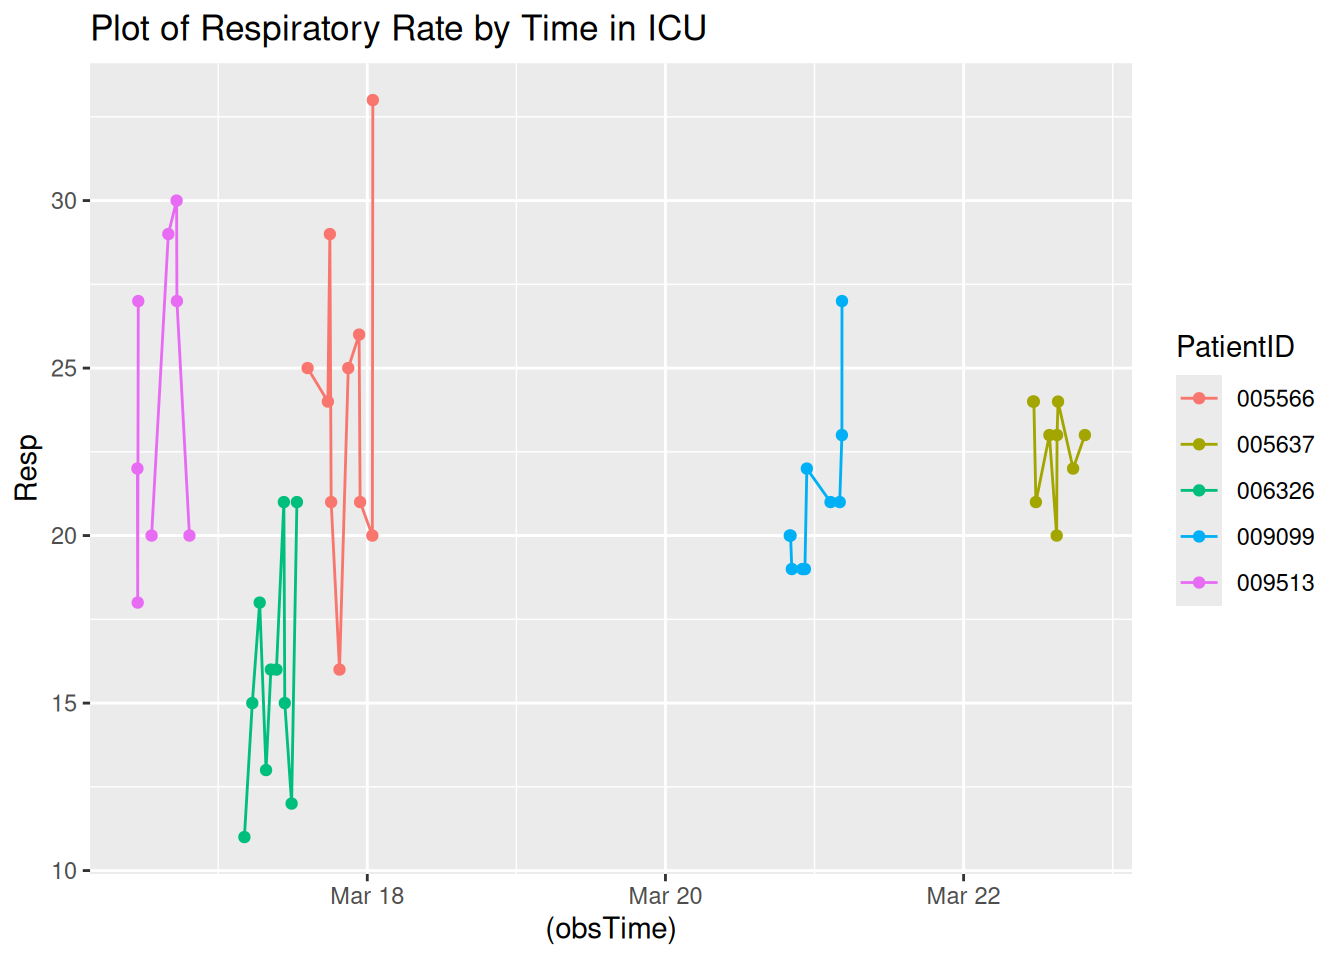 Plot of Respiratory Rate by Time in ICU
Resp
30
25
20
15
10
Mar 18
Mar 20
Mar 22
(obsTime)
PatientID
005566
005637
006326
009099
009513